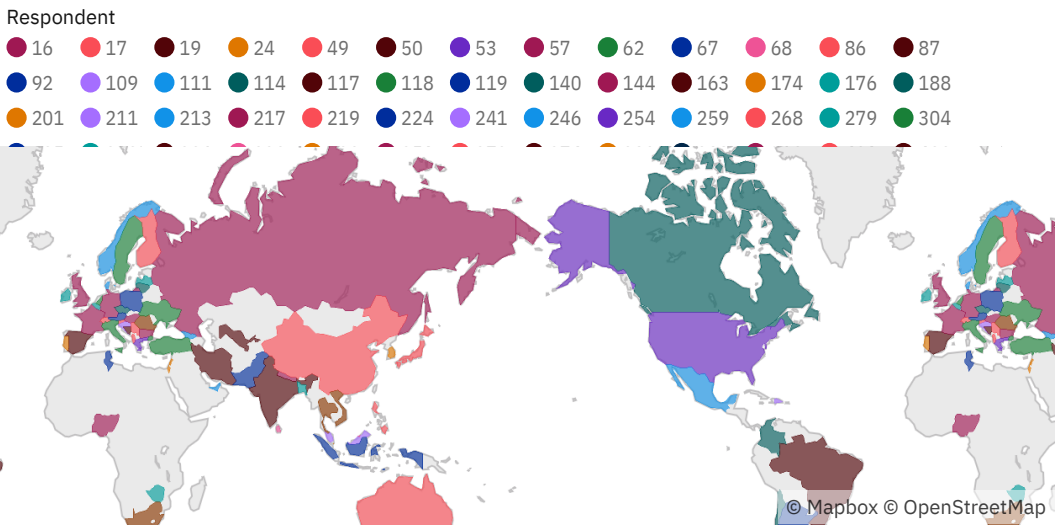 Respondent
16 17 19 24 49 50 53 57 62 67 68 86 87
92 109 111 114 117 118 119 140 144 163 174 176 188
201 211 213 217 219 224 241 246 254 259 268 279 304
© Mapbox © OpenStreetMap